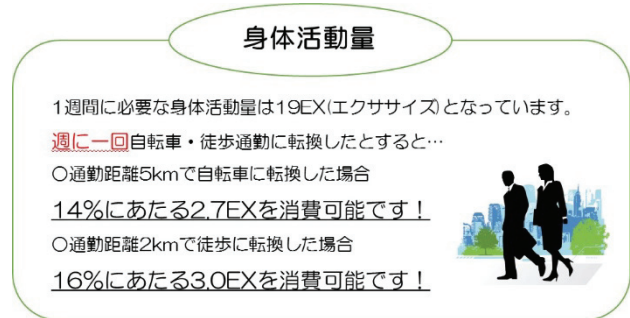 身体活動量
1週間に必要な身体活動量は19EX(エクササイズ)となっています。
週に一回自転車・徒歩通勤に転換したとすると…
○通勤距離5kmで自転車に転換した場合
14%にあたる2.7EXを消費可能です！
○通勤距離2kmで徒歩に転換した場合
16%にあたる3.0EXを消費可能です！